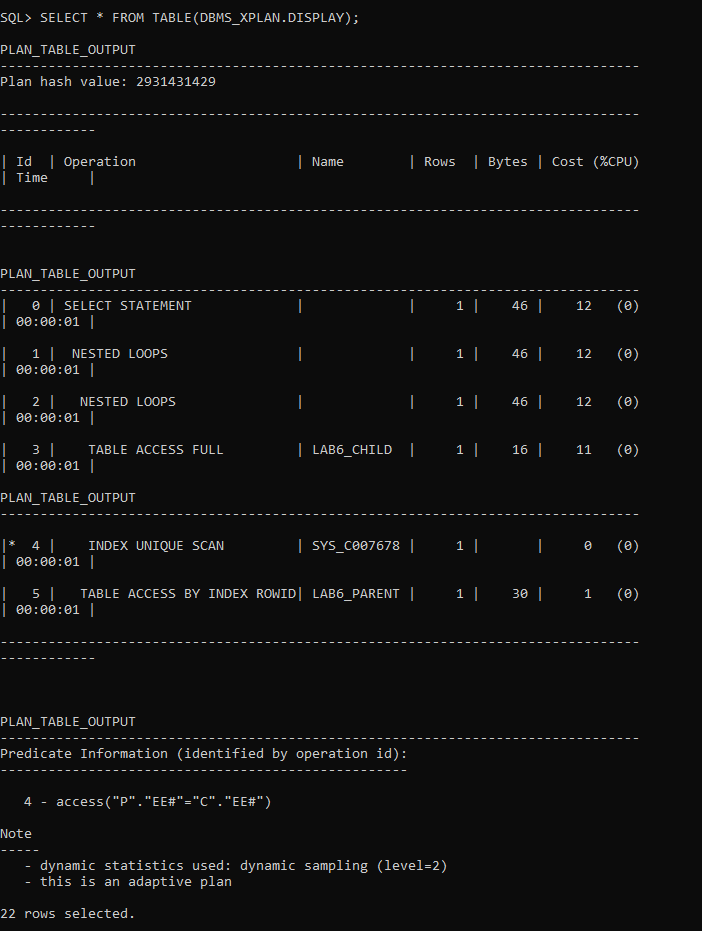 SQL> SELECT * FROM TABLE(DBMS_XPLAN.DISPLAY);
PLAN_TABLE_OUTPUT
--------------------------------------------------------------------------------
Plan hash value: 2931431429
--------------------------------------------------------------------------------
------------
| Id  | Operation                    | Name        | Rows  | Bytes | Cost (%CPU)
| Time     |
--------------------------------------------------------------------------------
------------
PLAN_TABLE_OUTPUT
--------------------------------------------------------------------------------
|   0 | SELECT STATEMENT             |             |     1 |    46 |    12   (0)
| 00:00:01 |
|   1 |  NESTED LOOPS                |             |     1 |    46 |    12   (0)
| 00:00:01 |
|   2 |   NESTED LOOPS               |             |     1 |    46 |    12   (0)
| 00:00:01 |
|   3 |    TABLE ACCESS FULL         | LAB6_CHILD  |     1 |    16 |    11   (0)
| 00:00:01 |
PLAN_TABLE_OUTPUT
--------------------------------------------------------------------------------
|*  4 |    INDEX UNIQUE SCAN         | SYS_C007678 |     1 |       |     0   (0)
| 00:00:01 |
|   5 |   TABLE ACCESS BY INDEX ROWID| LAB6_PARENT |     1 |    30 |     1   (0)
| 00:00:01 |
--------------------------------------------------------------------------------
------------
PLAN_TABLE_OUTPUT
--------------------------------------------------------------------------------
Predicate Information (identified by operation id):
---------------------------------------------------
   4 - access("P"."EE#"="C"."EE#")
Note
-----
   - dynamic statistics used: dynamic sampling (level=2)
   - this is an adaptive plan
22 rows selected.